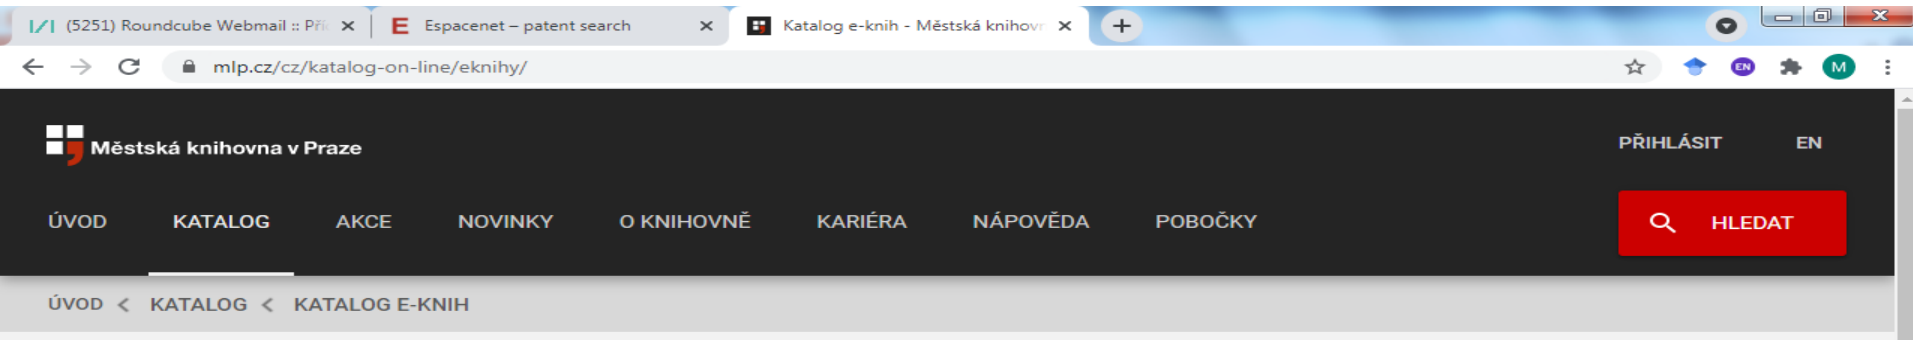 (5251) Roundcube Webmail :: Pří Espacenet – patent search Katalog e-knih - Městská knihovn
mlp.cz/cz/katalog-on-line/eknihy/ EN M
Městská knihovna v Praze PŘIHLÁSIT EN
ÚVOD KATALOG AKCE NOVINKY O KNIHOVNĚ KARIÉRA NÁPOVĚDA POBOČKY HLEDAT
ÚVOD < KATALOG < KATALOG E-KNIH